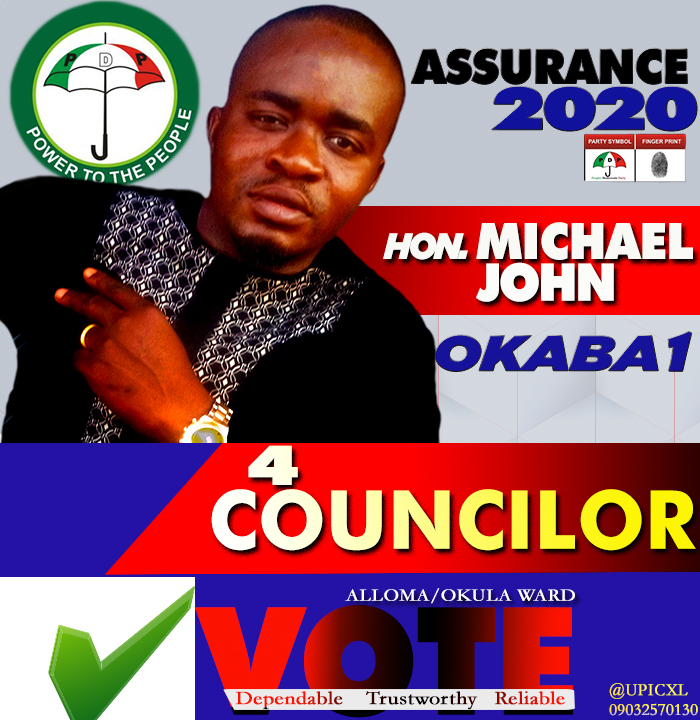 PDP
POWER TO THE PEOPLE
ASSURANCE
2020
PARTY SYMBOL
FINGER PRINT
HON. MICHAEL
JOHN
OKABA1
4
COUNCILOR
ALLOMA/OKULA WARD
VOTE
Dependable Trustworthy Reliable
@UPICXL
09032570130